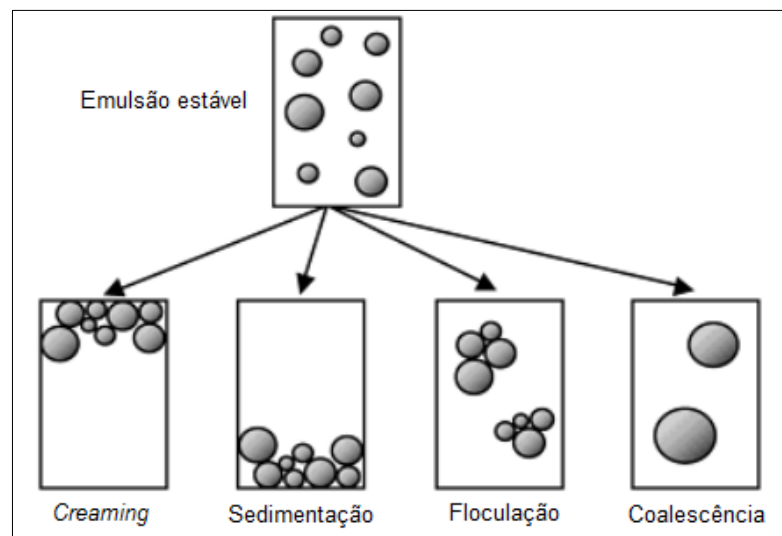 Emulsão estável
Creaming
Sedimentação
Floculação
Coalescência